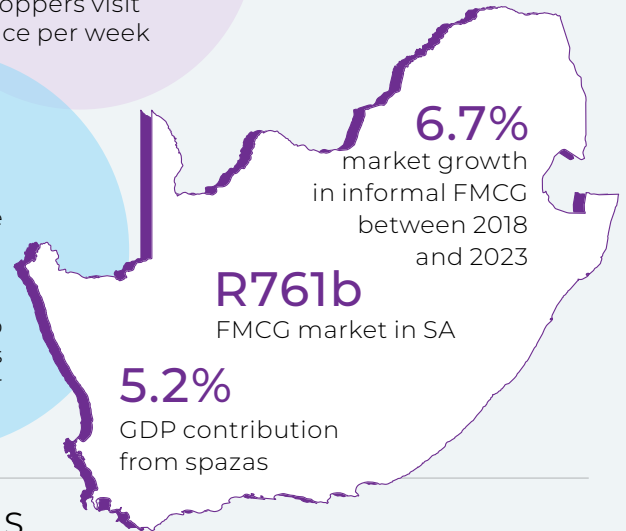 oppers visit
ce per week
6.7%
market growth
in informal FMCG
between 2018
and 2023
R761b
FMCG market in SA
5.2%
GDP contribution
from spazas
s